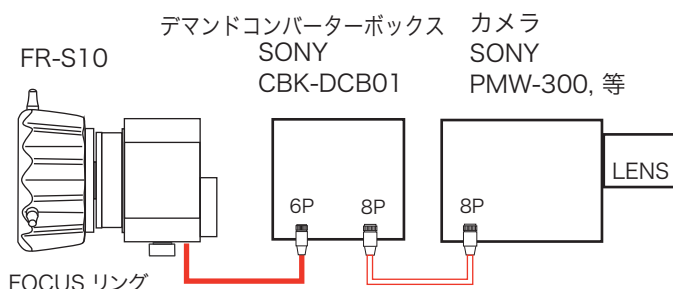 デマンドコンバーターボックス
SONY
CBK-DCB01
カメラ
SONY
PMW-300, 等
FR-S10
LENS
6P
8P
8P
FOCUS リング